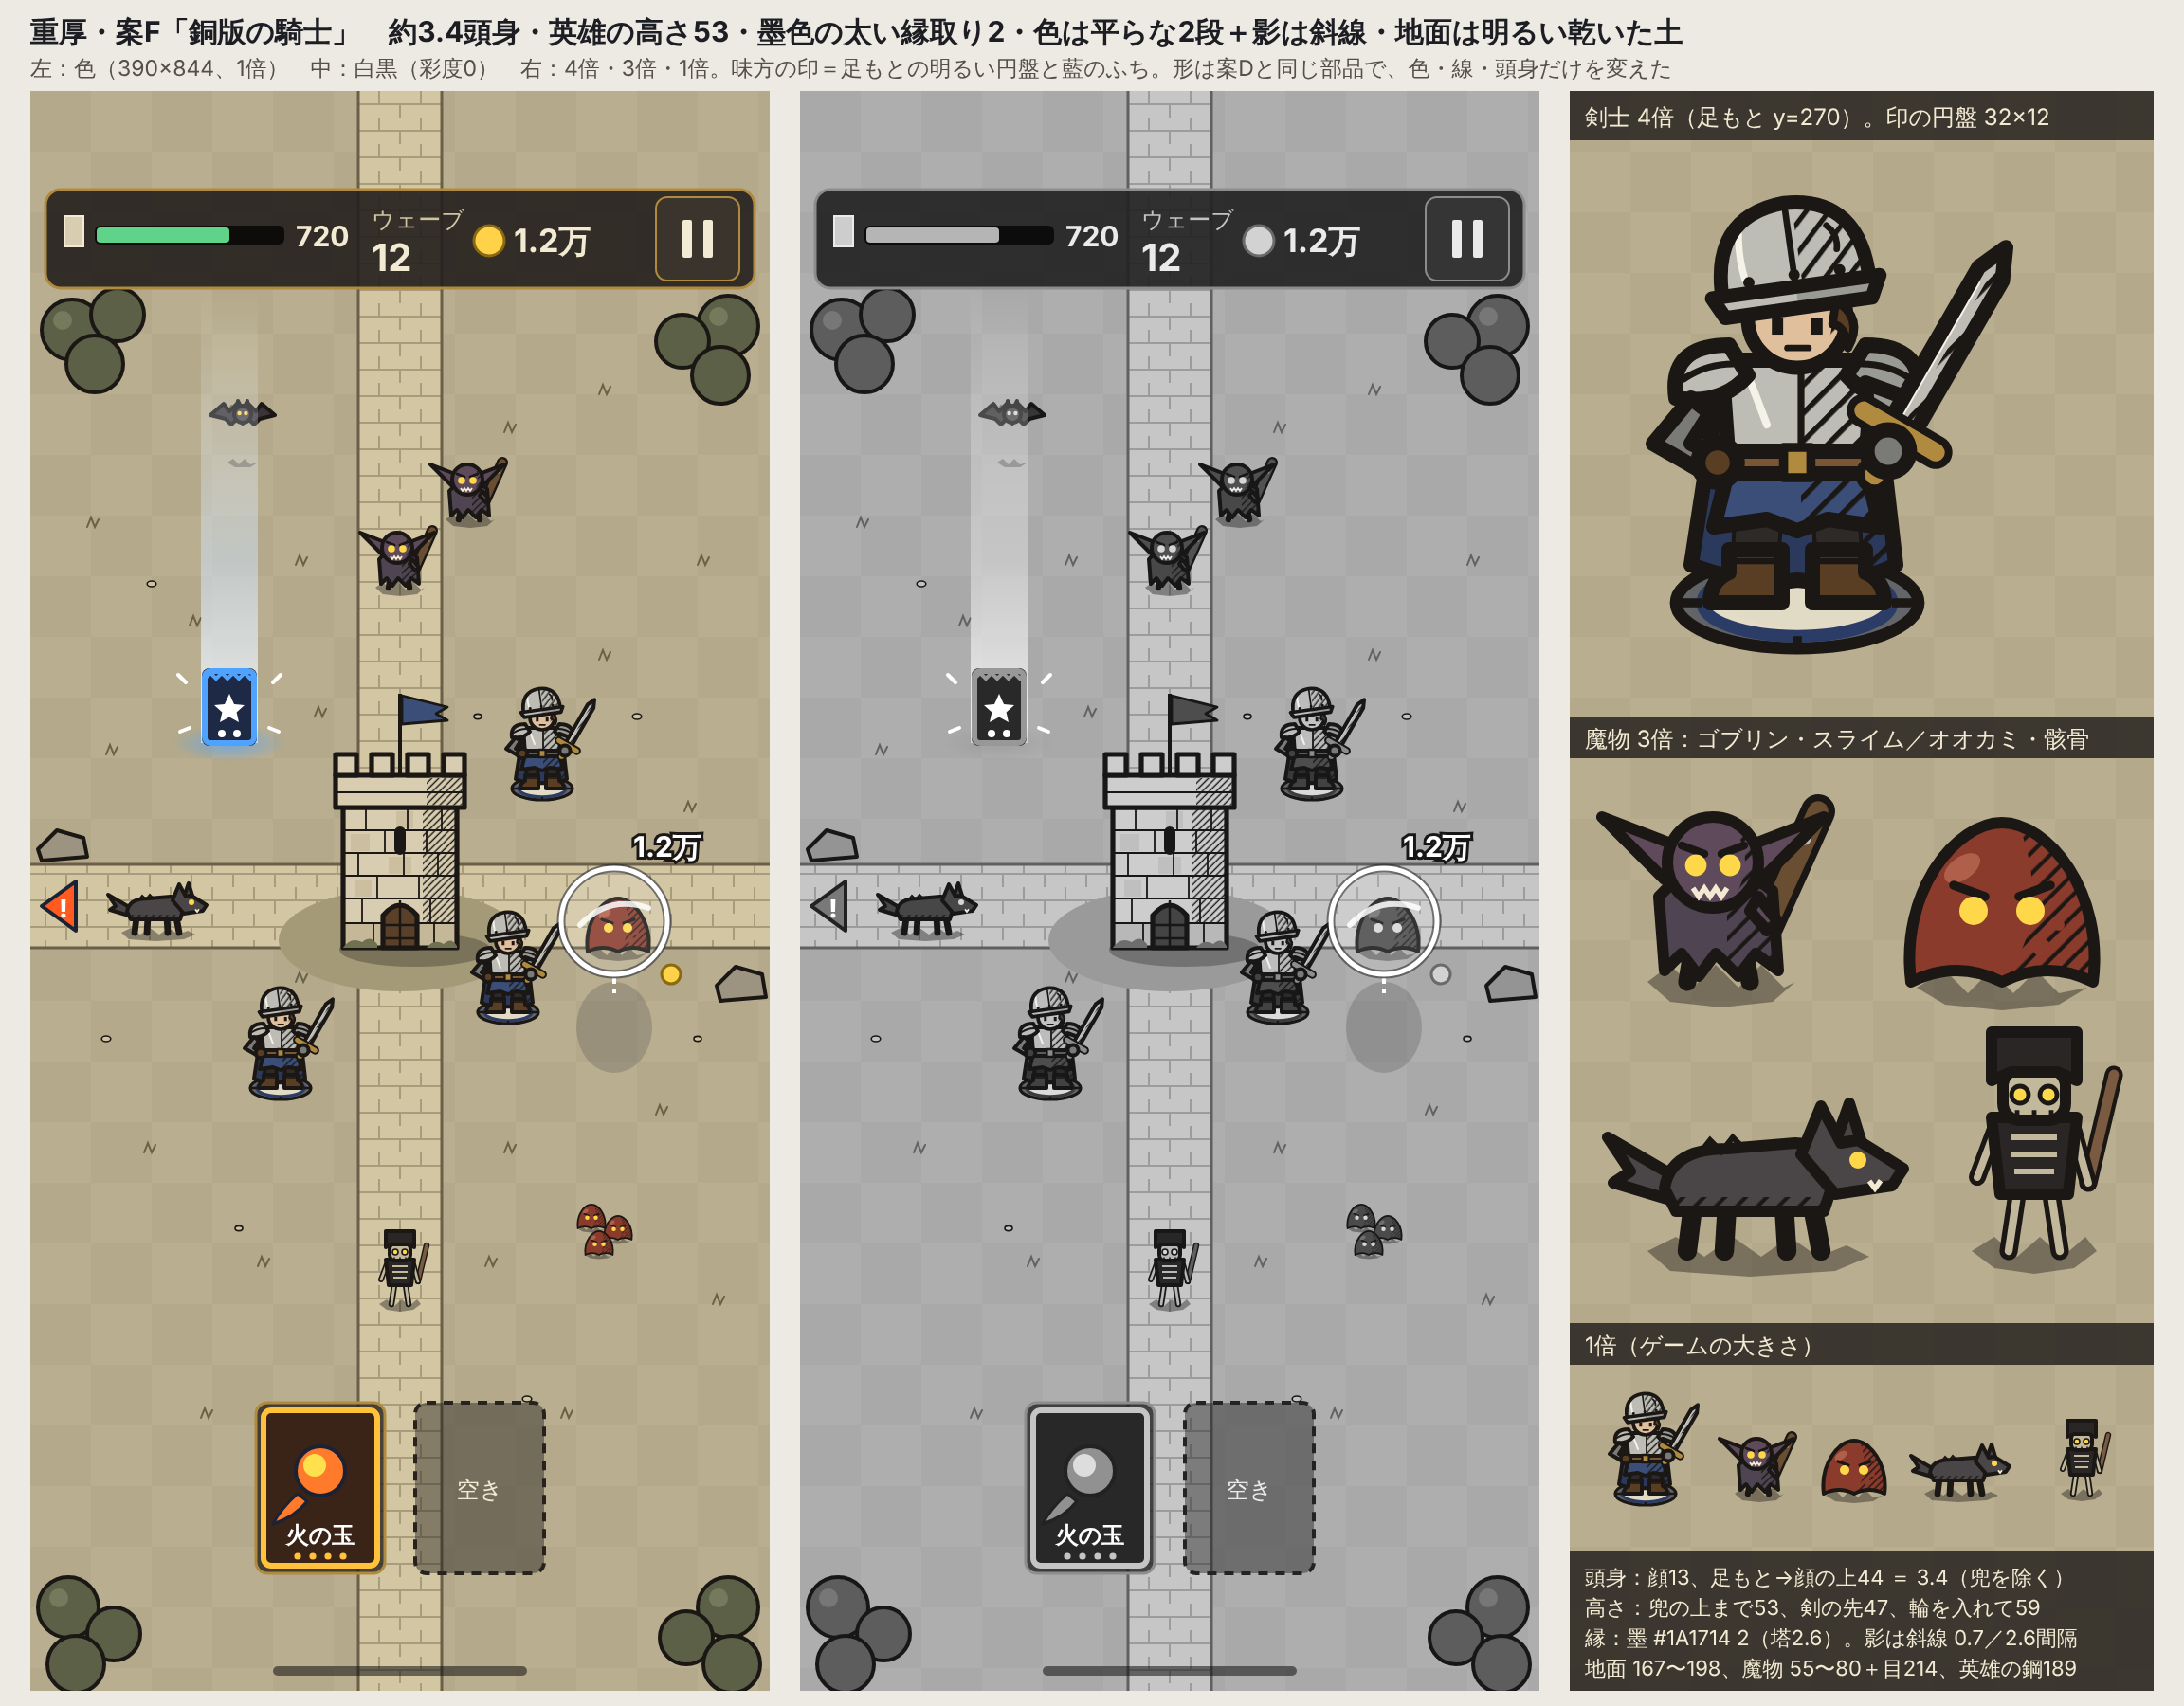 重厚・案F「銅版の騎士」　約3.4頭身・英雄の高さ53・墨色の太い縁取り2・色は平らな2段＋影は斜線・地面は明るい乾いた土
左：色（390×844、1倍）　中：白黒（彩度0）　右：4倍・3倍・1倍。味方の印＝足もとの明るい円盤と藍のふち。形は案Dと同じ部品で、色・線・頭身だけを変えた
720
ウェーブ
12
1.2万
1.2万
!
火の玉
空き
720
ウェーブ
12
1.2万
1.2万
!
火の玉
空き
剣士 4倍（足もと y=270）。印の円盤 32×12
魔物 3倍：ゴブリン・スライム／オオカミ・骸骨
1倍（ゲームの大きさ）
頭身：顔13、足もと→顔の上44 ＝ 3.4（兜を除く）
高さ：兜の上まで53、剣の先47、輪を入れて59
縁：墨 #1A1714 2（塔2.6）。影は斜線 0.7／2.6間隔
地面 167〜198、魔物 55〜80＋目214、英雄の鋼189